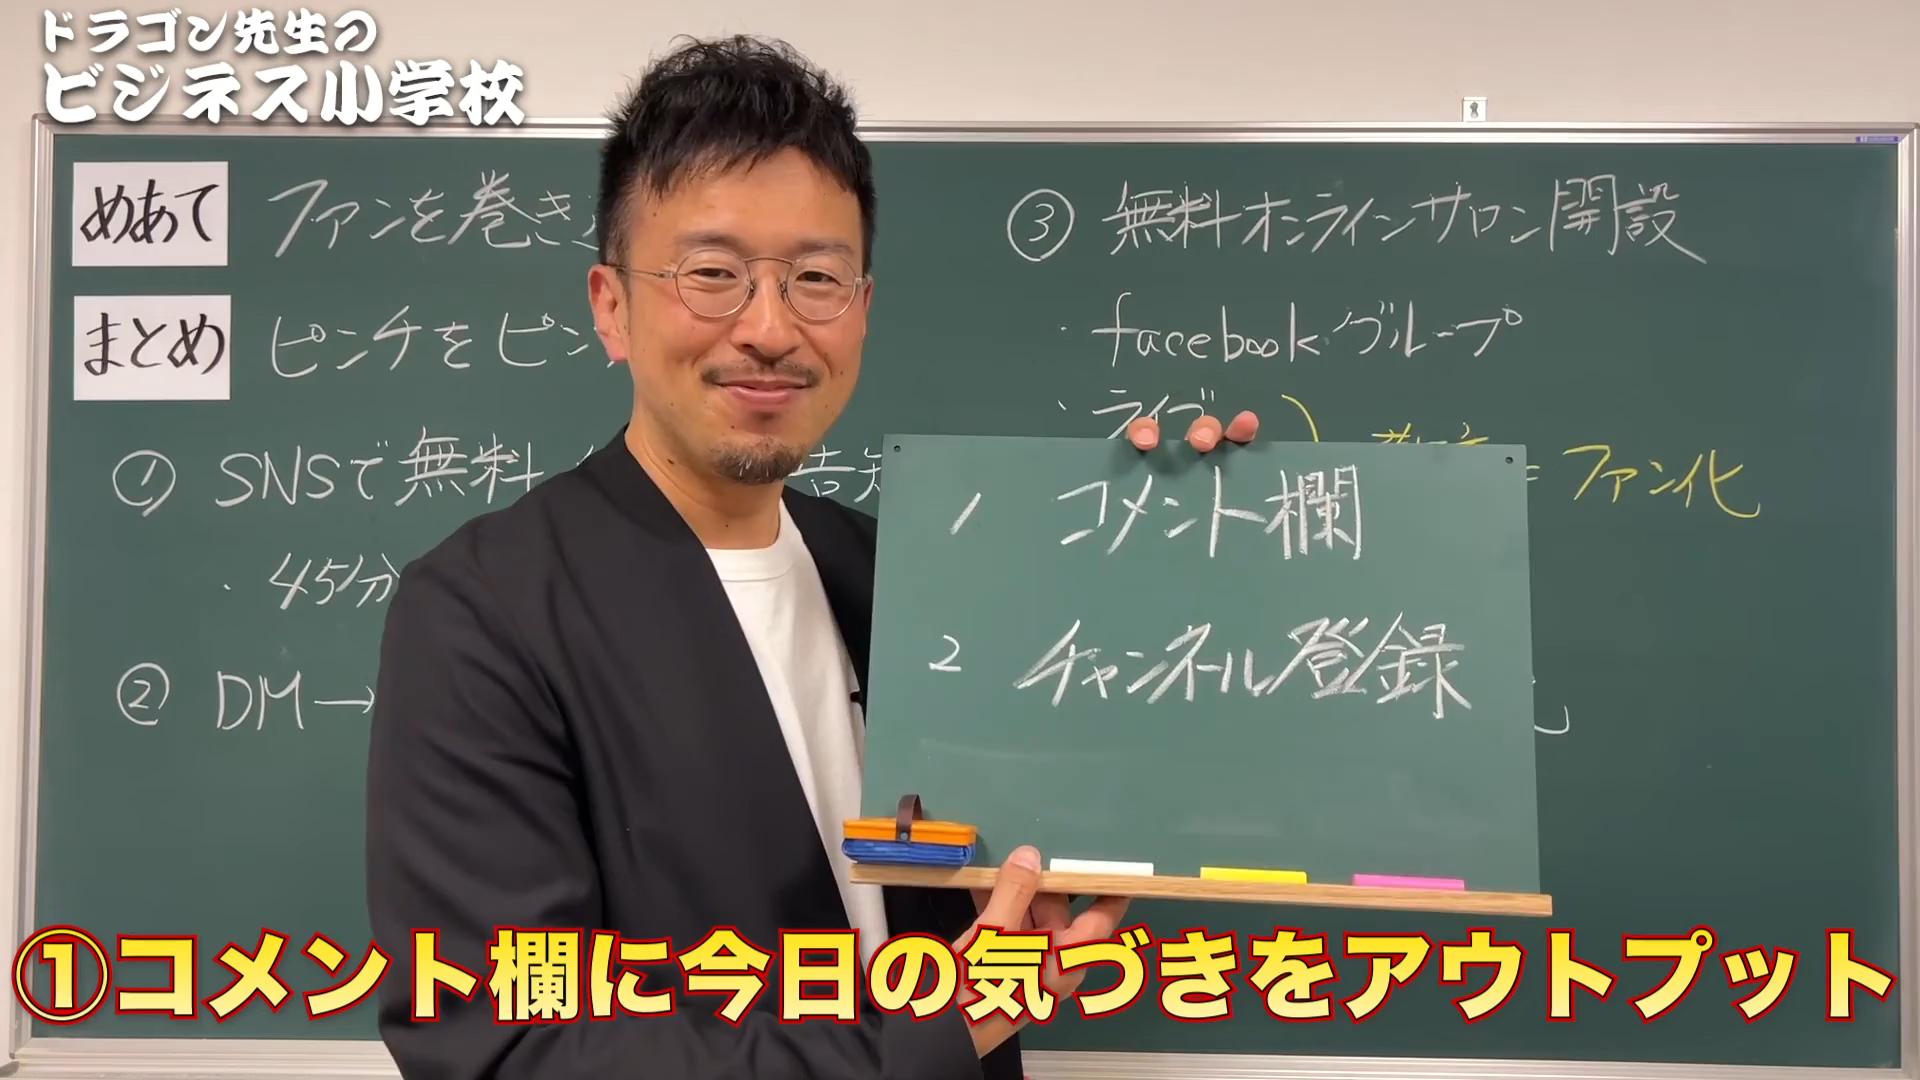 ドラゴン先生の
ビジネス小学校
めあて
ファンを巻き
まとめ
ピンチをピン
① SNSで無料
告知
・45分
② DM→
③ 無料オンラインサロン開設
・facebookグループ
・ライブ
= ファン化
1 コメント欄
2 チャンネル登録
①コメント欄に今日の気づきをアウトプット